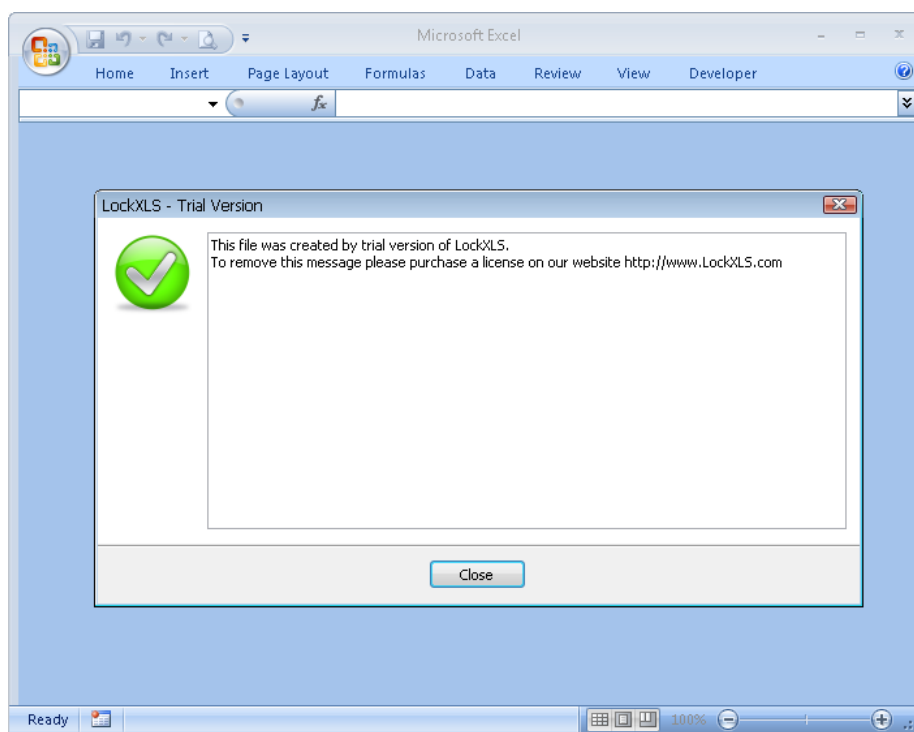 Microsoft Excel
Home Insert Page Layout Formulas Data Review View Developer
fx
LockXLS - Trial Version
This file was created by trial version of LockXLS.
To remove this message please purchase a license on our website http://www.LockXLS.com
Close
Ready 100%